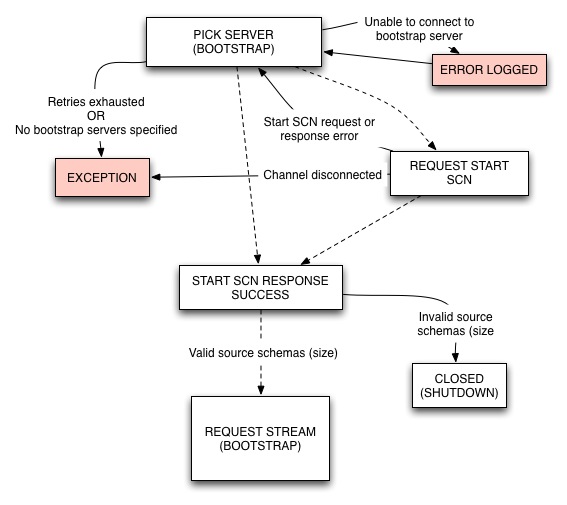 PICK SERVER
(BOOTSTRAP)
Unable to connect to
bootstrap server
ERROR LOGGED
Retries exhausted
OR
No bootstrap servers specified
Start SCN request or
response error
EXCEPTION
Channel disconnected
REQUEST START
SCN
START SCN RESPONSE
SUCCESS
Invalid source
schemas (size
Valid source schemas (size)
CLOSED
(SHUTDOWN)
REQUEST STREAM
(BOOTSTRAP)